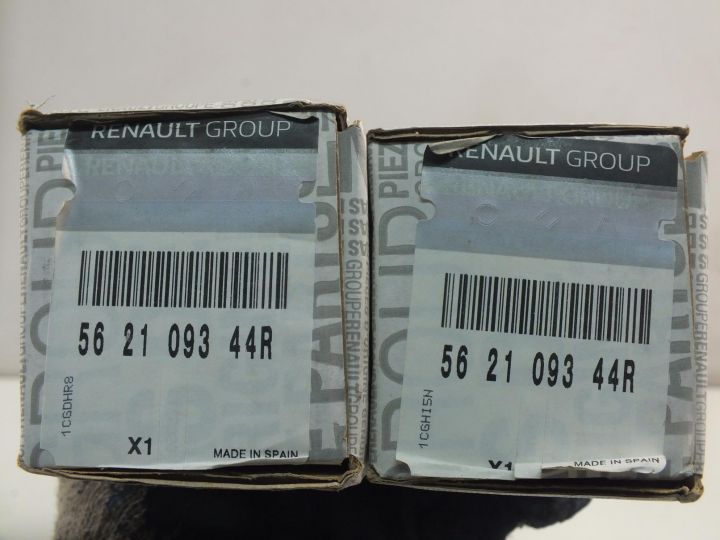 RENAULT GROUP
56 21 093 44R
1CGDHR8
X1
MADE IN SPAIN
RENAULT GROUP
56 21 093 44R
1CGHI5N
X1
MADE IN SPAIN